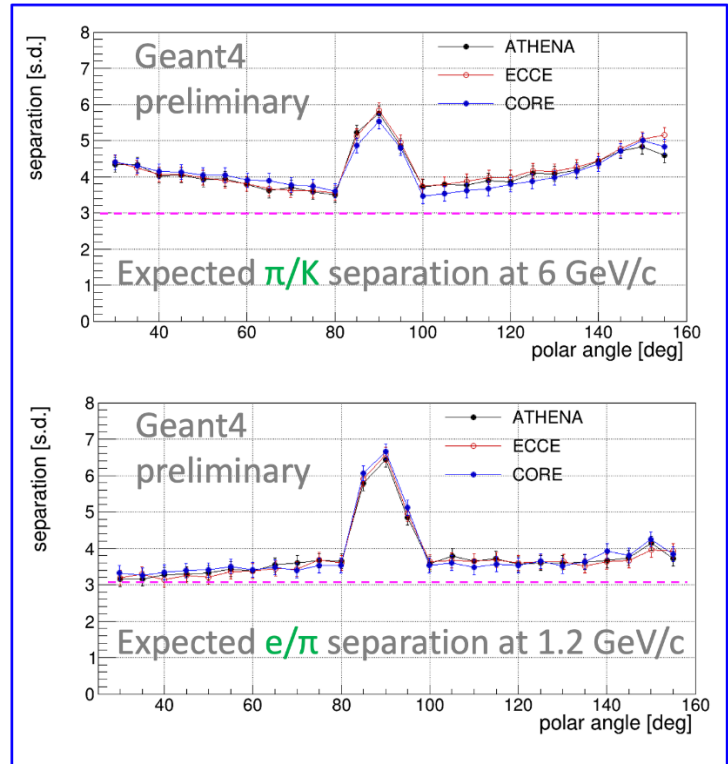 separation [s.d.]
8
7
6
5
4
3
2
1
0
Geant4
preliminary
ATHENA
ECCE
CORE
Expected π/K separation at 6 GeV/c
40 60 80 100 120 140 160
polar angle [deg]
separation [s.d.]
8
7
6
5
4
3
2
1
0
Geant4
preliminary
ATHENA
ECCE
CORE
Expected e/π separation at 1.2 GeV/c
40 60 80 100 120 140 160
polar angle [deg]